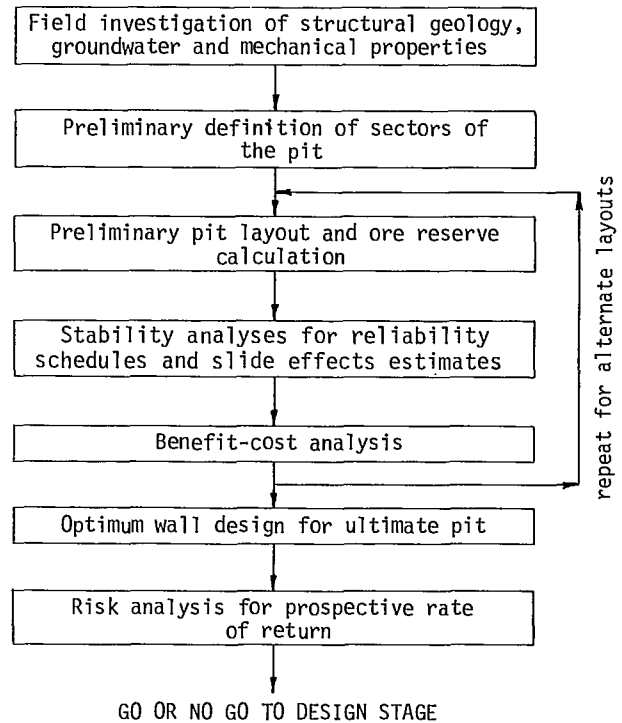 Field investigation of structural geology,
groundwater and mechanical properties
Preliminary definition of sectors of
the pit
Preliminary pit layout and ore reserve
calculation
Stability analyses for reliability
schedules and slide effects estimates
Benefit-cost analysis
repeat for alternate layouts
Optimum wall design for ultimate pit
Risk analysis for prospective rate
of return
GO OR NO GO TO DESIGN STAGE